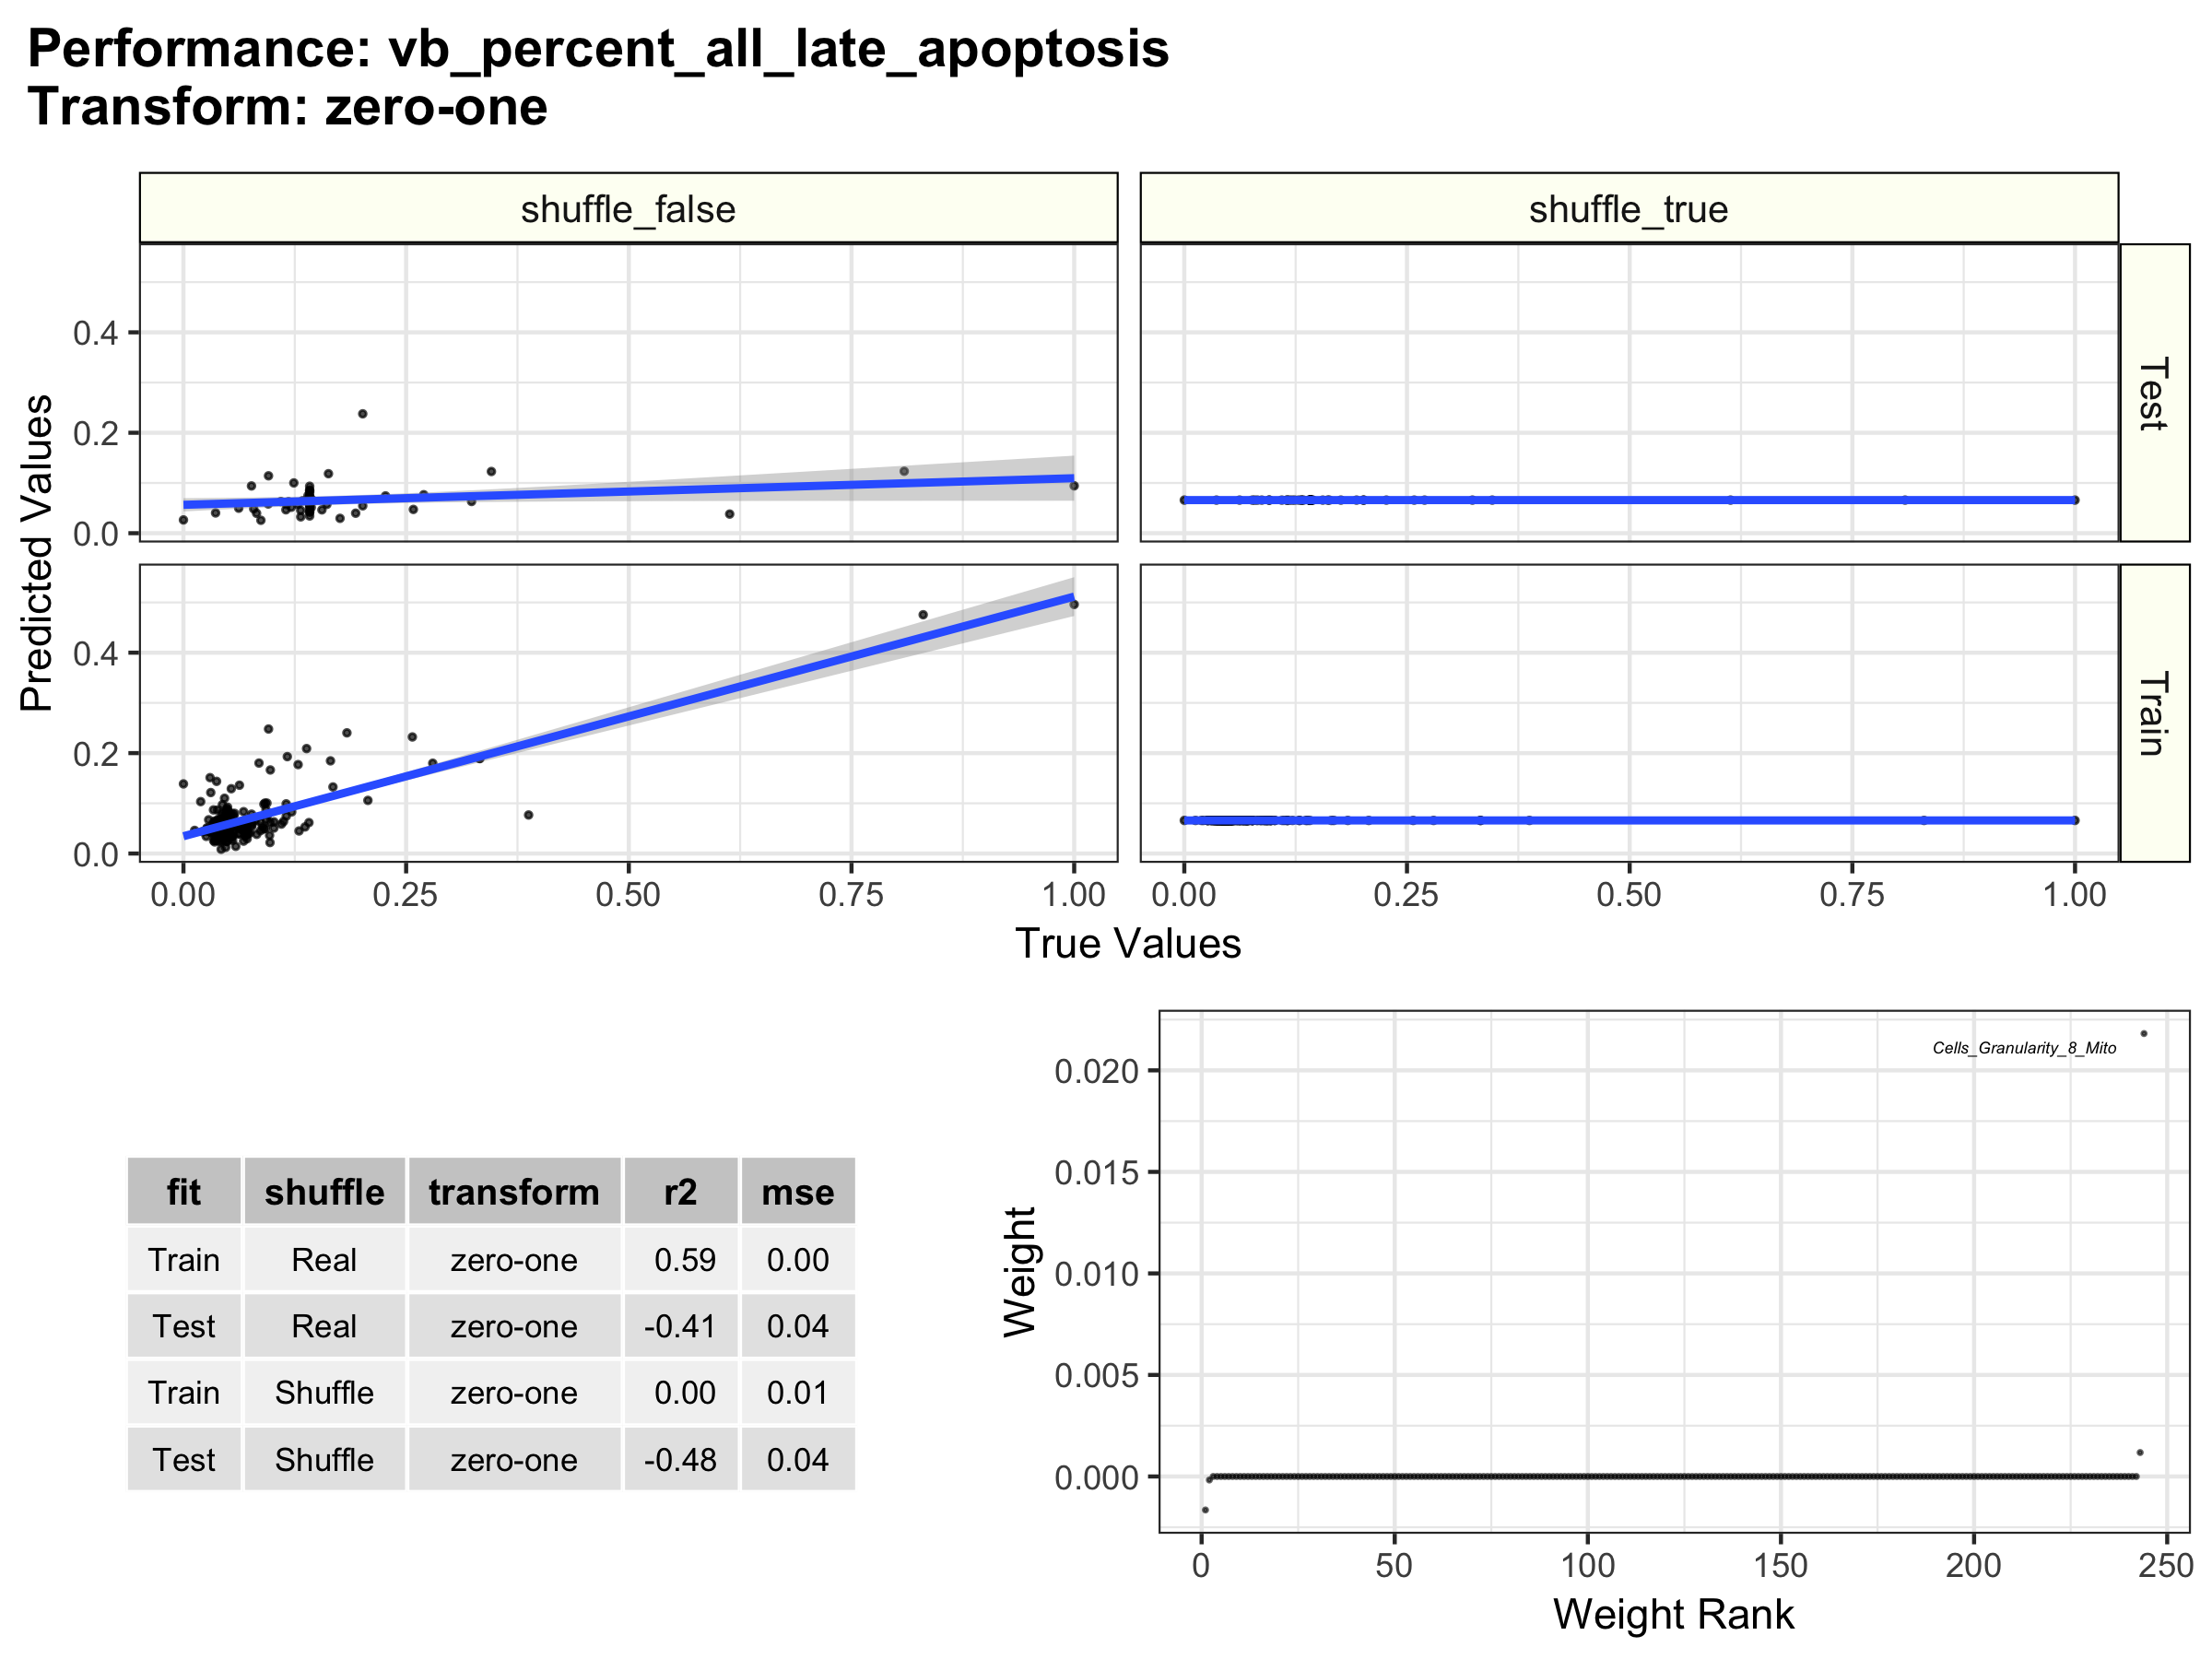 Performance: vb_percent_all_late_apoptosis
Transform: zero-one
shuffle_false
shuffle_true
0.4
0.2
0.0
Test
0.4
0.2
0.0
Train
Predicted Values
0.00 0.25 0.50 0.75 1.00
0.00 0.25 0.50 0.75 1.00
True Values
fit shuffle transform r2 mse
Train Real zero-one 0.59 0.00
Test Real zero-one -0.41 0.04
Train Shuffle zero-one 0.00 0.01
Test Shuffle zero-one -0.48 0.04
Cells_Granularity_8_Mito
0.020
0.015
0.010
0.005
0.000
Weight
0 50 100 150 200 250
Weight Rank